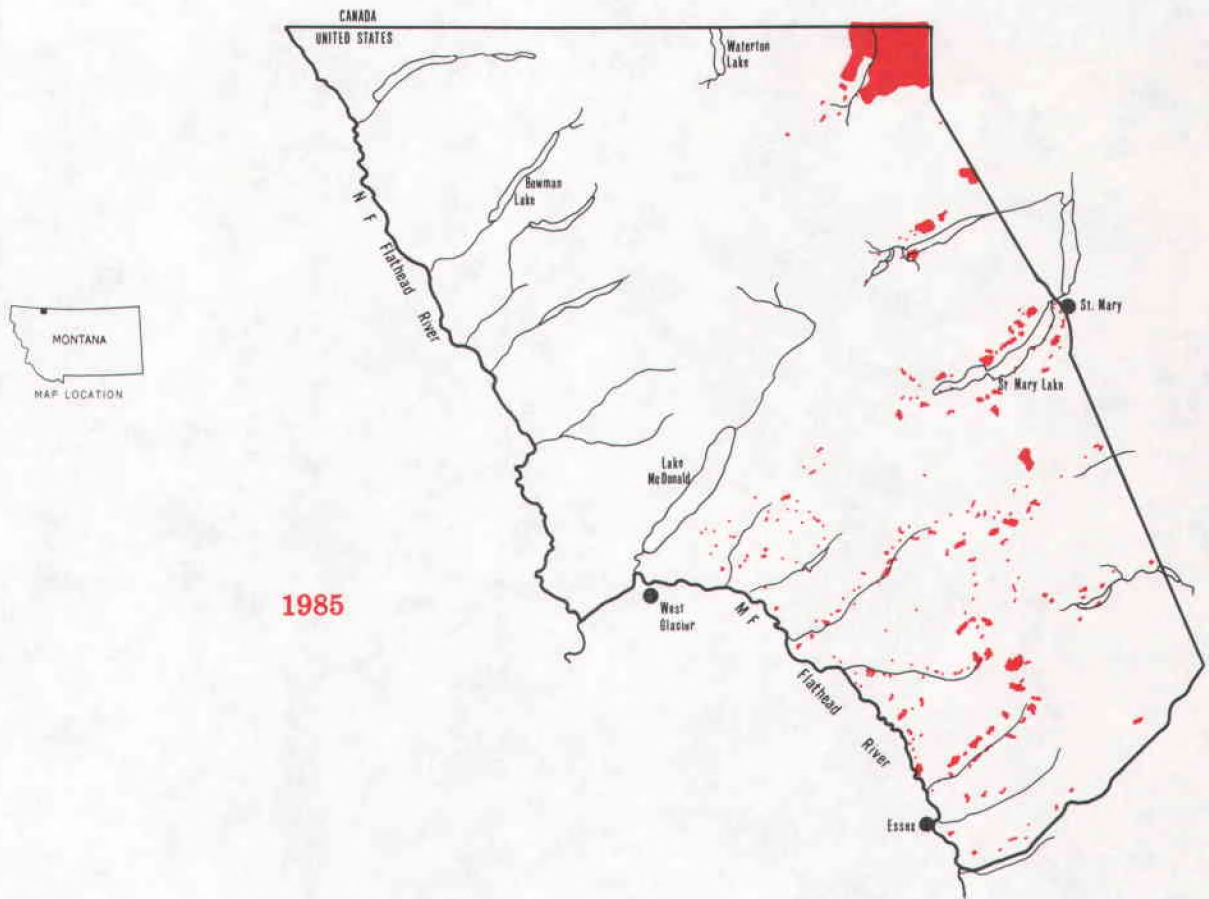 CANADA
UNITED STATES
Waterton
Lake
Bowman
Lake
N F Flathead River
MONTANA
MAP LOCATION
St. Mary
St Mary Lake
Lake
McDonald
1985
West
Glacier
M F Flathead River
Essex